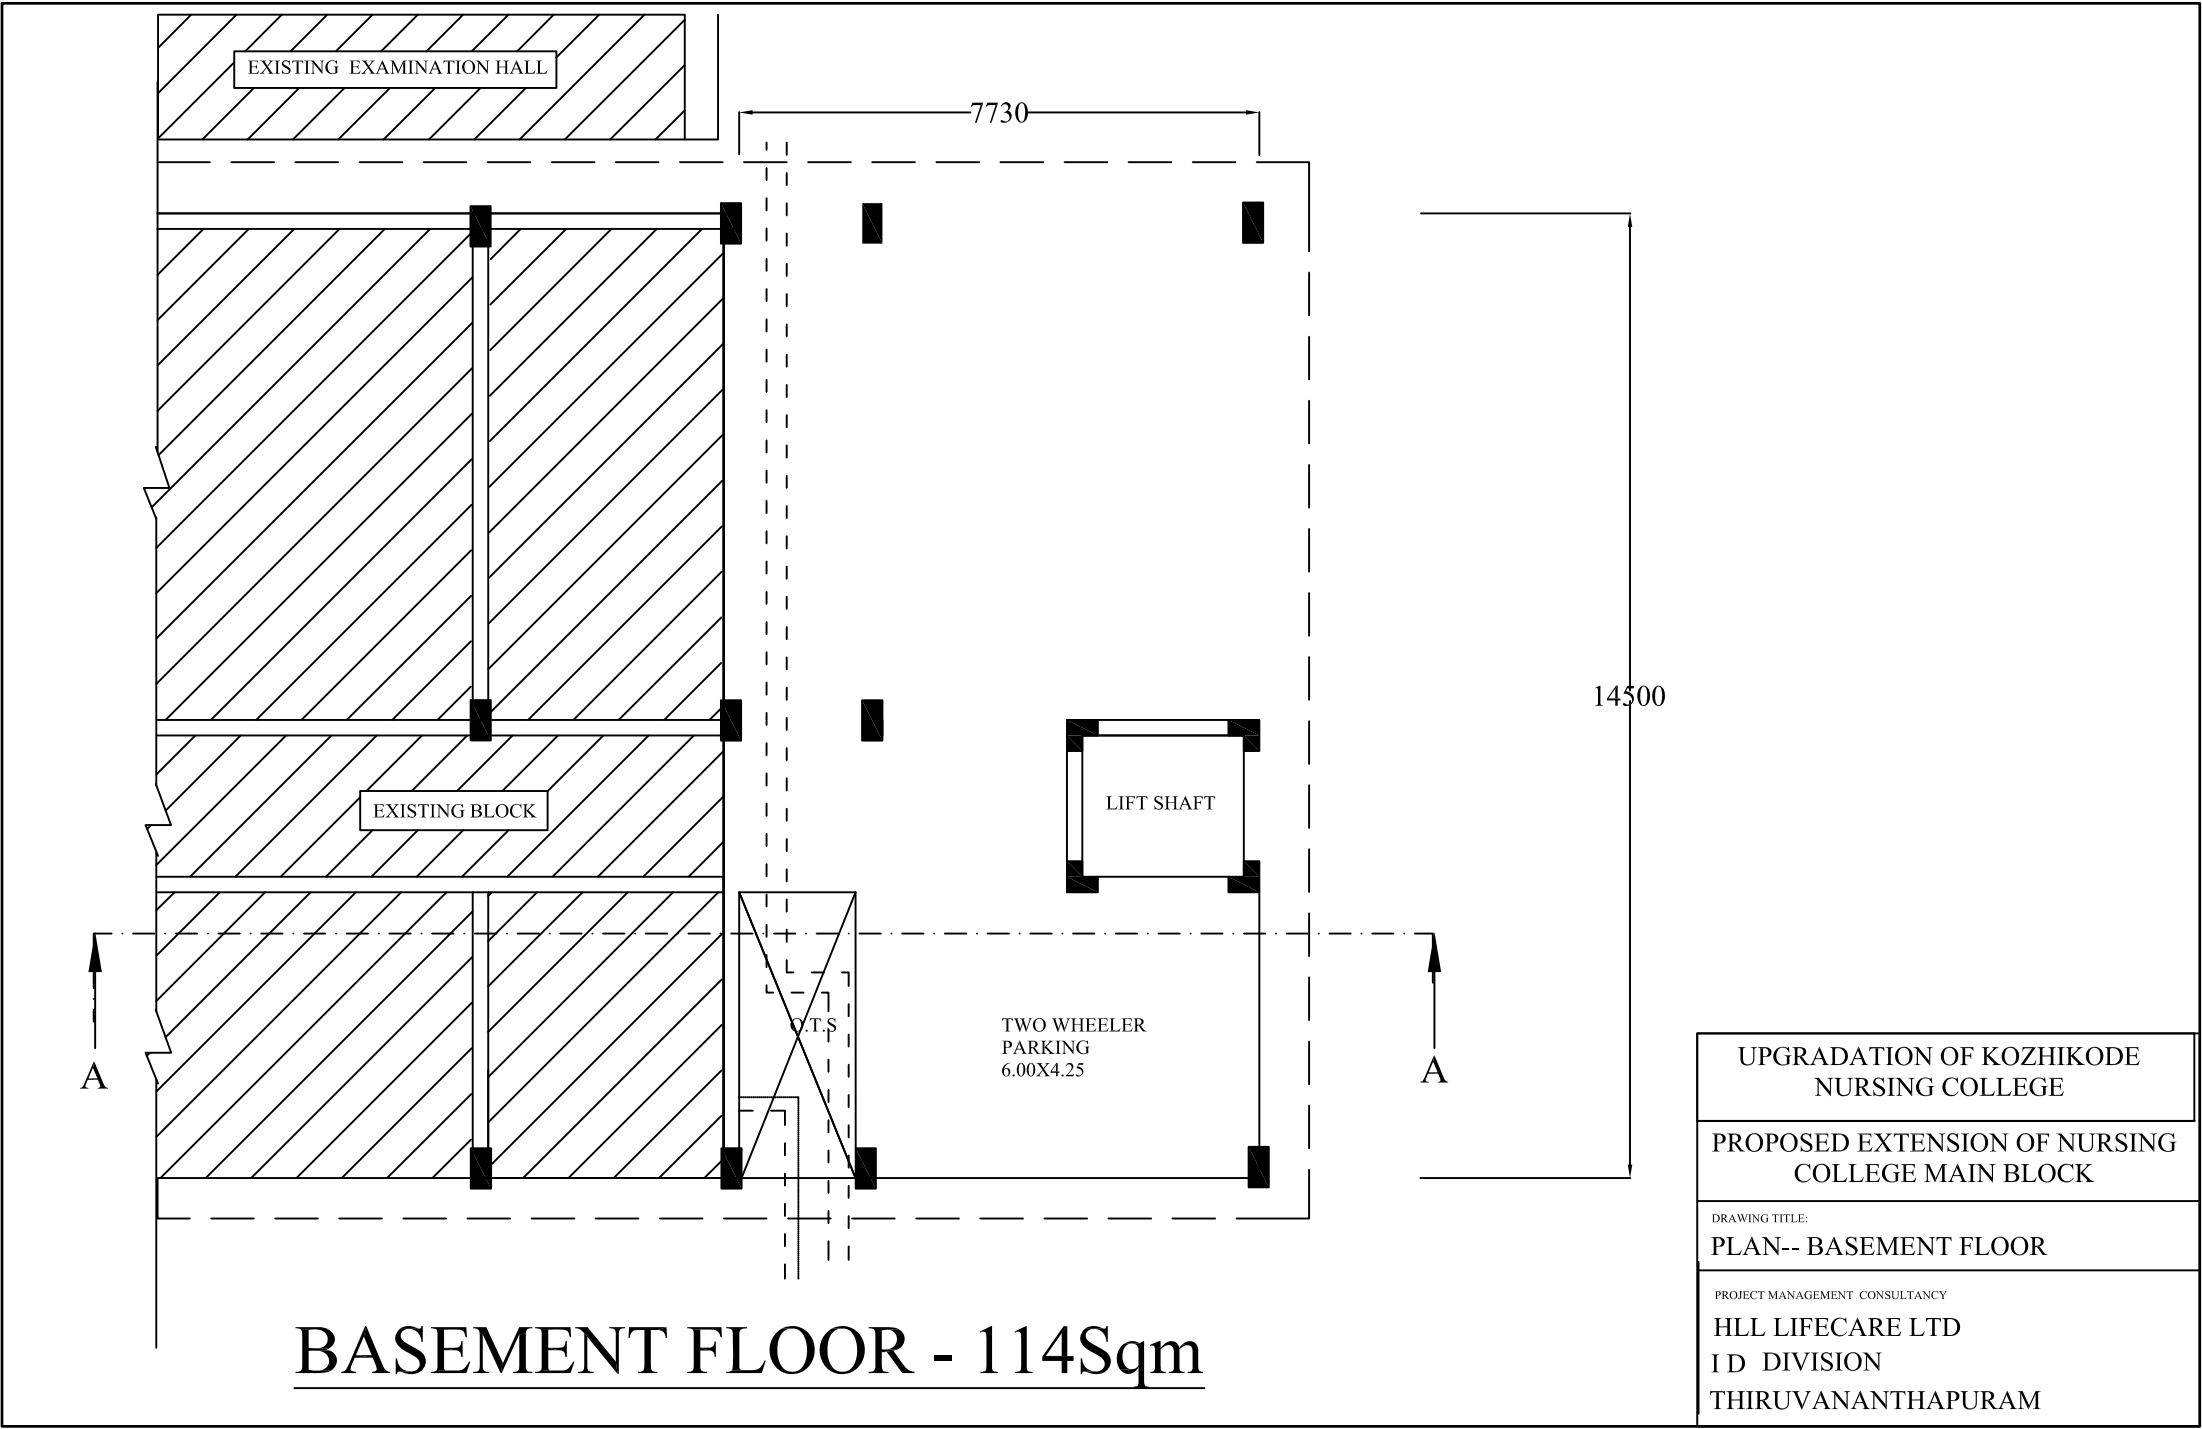 EXISTING EXAMINATION HALL
7730
14500
EXISTING BLOCK
LIFT SHAFT
O.T.S
TWO WHEELER
PARKING
6.00X4.25
A
A
BASEMENT FLOOR - 114Sqm
UPGRADATION OF KOZHIKODE
NURSING COLLEGE
PROPOSED EXTENSION OF NURSING
COLLEGE MAIN BLOCK
DRAWING TITLE:
PLAN-- BASEMENT FLOOR
PROJECT MANAGEMENT CONSULTANCY
HLL LIFECARE LTD
I D DIVISION
THIRUVANANTHAPURAM